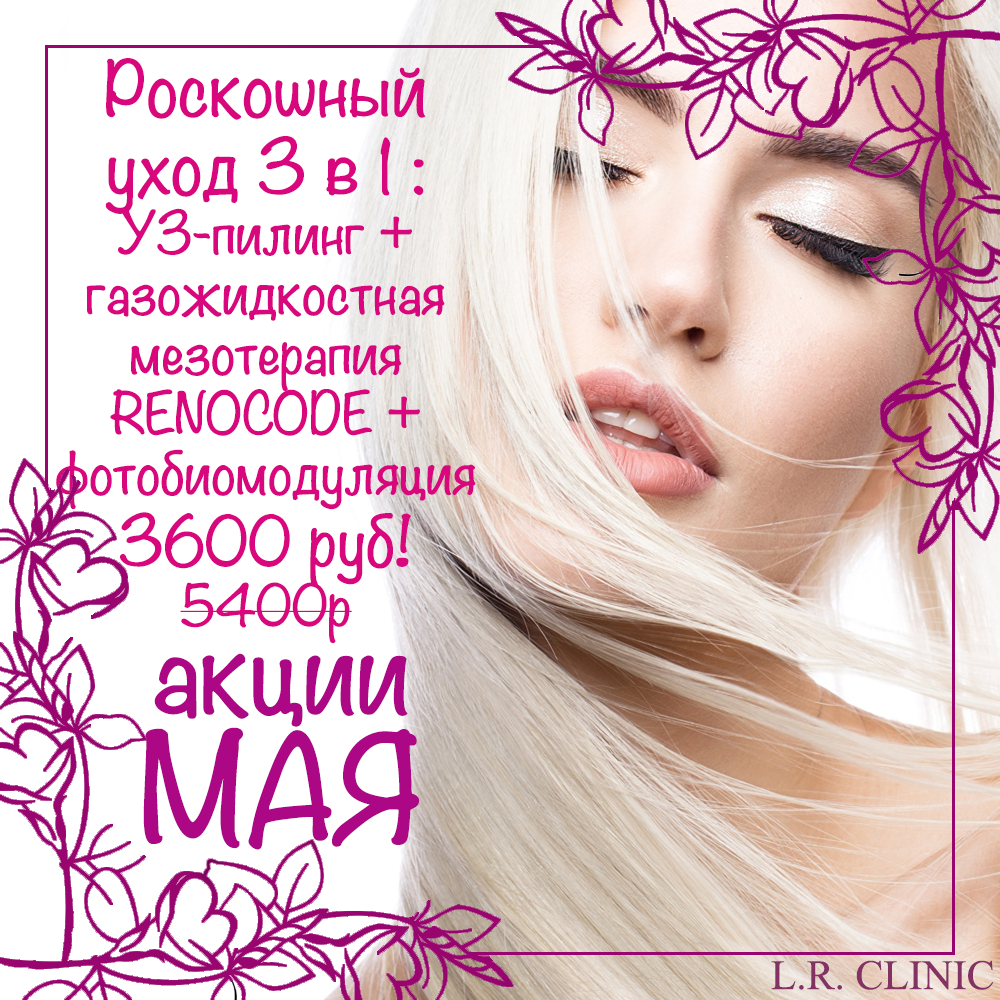 Роскошный
уход 3 в 1 :
УЗ-пилинг +
газожидкостная
мезотерапия
RENOCODE +
фотобиомодуляция
3600 руб!
5400р
акции
МАЯ
L.R. CLINIC